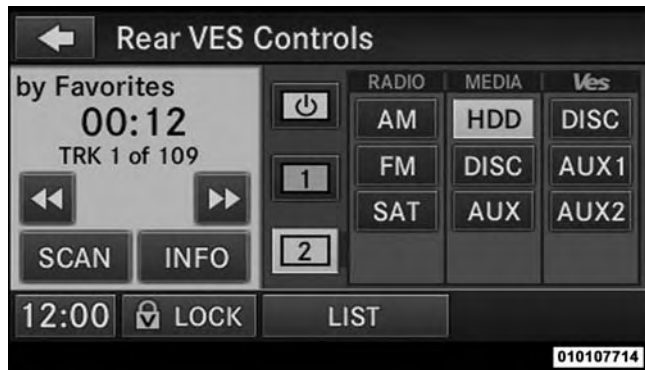 Rear VES Controls
by Favorites
00:12
TRK 1 of 109
SCAN INFO
1
2
RADIO MEDIA Ves
AM HDD DISC
FM DISC AUX1
SAT AUX AUX2
12:00 LOCK LIST
010107714